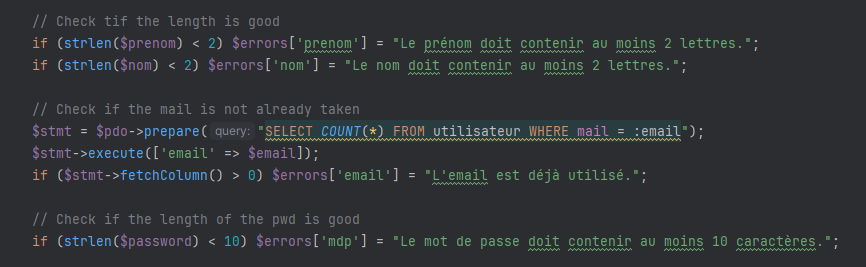 // Check tif the length is good
if (strlen($prenom) < 2) $errors['prenom'] = "Le prénom doit contenir au moins 2 lettres.";
if (strlen($nom) < 2) $errors['nom'] = "Le nom doit contenir au moins 2 lettres.";
// Check if the mail is not already taken
$stmt = $pdo->prepare( query: "SELECT COUNT(*) FROM utilisateur WHERE mail = :email");
$stmt->execute(['email' => $email]);
if ($stmt->fetchColumn() > 0) $errors['email'] = "L'email est déjà utilisé.";
// Check if the length of the pwd is good
if (strlen($password) < 10) $errors['mdp'] = "Le mot de passe doit contenir au moins 10 caractères.";